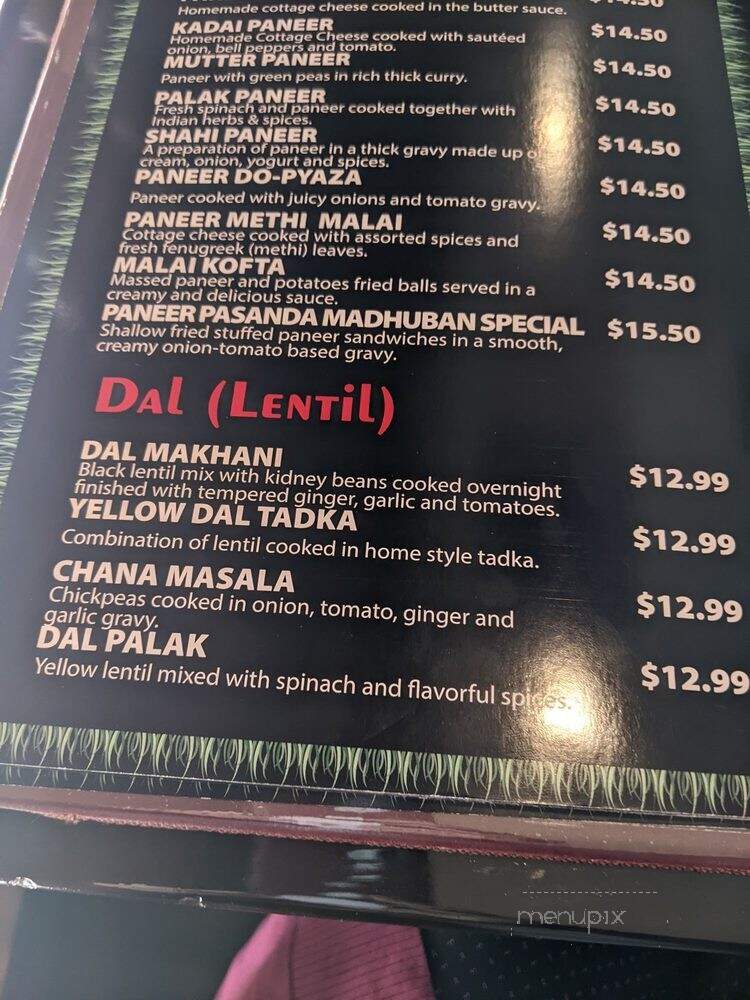 Homemade cottage cheese cooked in the butter sauce.
KADAI PANEER $14.50
Homemade Cottage Cheese cooked with sautéed
onion, bell peppers and tomato.
MUTTER PANEER $14.50
Paneer with green peas in rich thick curry.
PALAK PANEER $14.50
Fresh spinach and paneer cooked together with
Indian herbs & spices.
SHAHI PANEER $14.50
A preparation of paneer in a thick gravy made up
cream, onion, yogurt and spices.
PANEER DO-PYAZA $14.50
Paneer cooked with juicy onions and tomato gravy.
PANEER METHI MALAI $14.50
Cottage cheese cooked with assorted spices and
fresh fenugreek (methi) leaves.
MALAI KOFTA $14.50
Massed paneer and potatoes fried balls served in a
creamy and delicious sauce.
PANEER PASANDA MADHUBAN SPECIAL $15.50
Shallow fried stuffed paneer sandwiches in a smooth,
creamy onion-tomato based gravy.
Dal (Lentil)
DAL MAKHANI $12.99
Black lentil mix with kidney beans cooked overnight
finished with tempered ginger, garlic and tomatoes.
YELLOW DAL TADKA $12.99
Combination of lentil cooked in home style tadka.
CHANA MASALA $12.99
Chickpeas cooked in onion, tomato, ginger and
garlic gravy.
DAL PALAK $12.99
Yellow lentil mixed with spinach and flavorful spices.
menupix